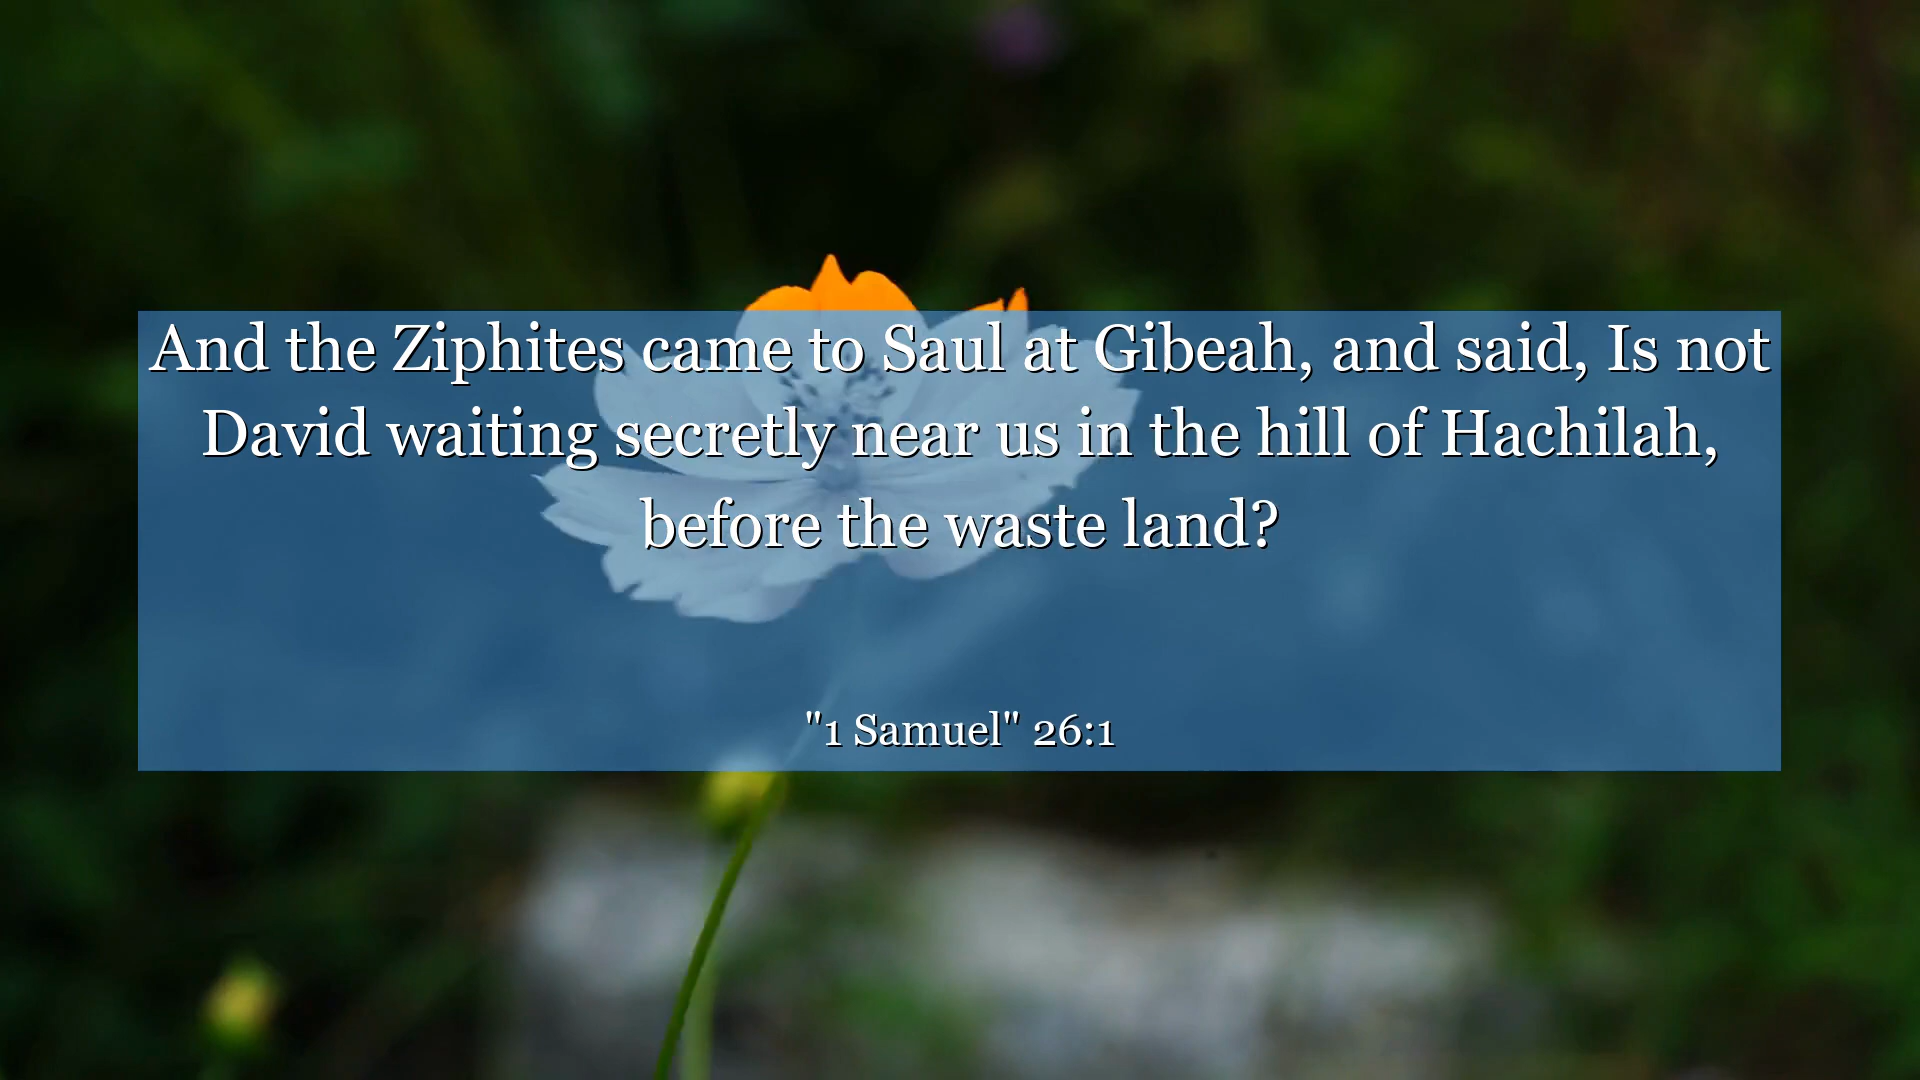 And the Ziphites came to Saul at Gibeah, and said, Is not
David waiting secretly near us in the hill of Hachilah,
before the waste land?
"1 Samuel" 26:1